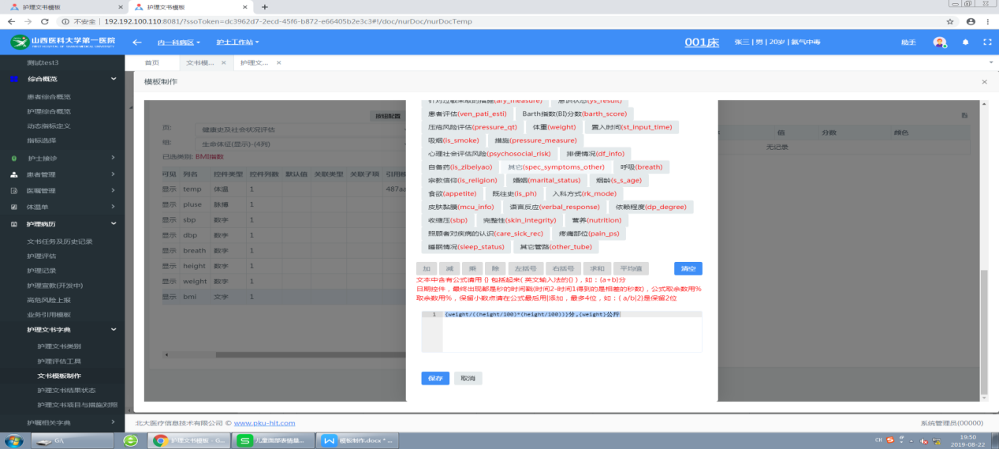 护理文书模板
护理文书模板
不安全 | 192.192.100.110:8081/?ssoToken=dc3962d7-2ecd-45f6-b872-e66405b2e3c3#!/doc/nurDoc/nurDocTemp
山西医科大学第一医院
内一科病区
护士工作站
001床
张三 | 男 | 20岁 | 氨气中毒
助手
测试test3
综合概览
患者综合概览
护理综合概览
动态指标定义
指标选择
护士接诊
患者管理
医嘱管理
体温单
护理病历
文书任务及历史记录
护理评估
护理记录
护理宣教(开发中)
高危风险上报
业务引用模板
护理文书字典
护理文书类别
护理评估工具
文书模板制作
护理文书结果状态
护理文书项目与措施对照
护嘱相关字典
首页
文书模...
护理文...
模板制作
按钮配置
页: 健康史及社会状况评估
组: 生命体征(显示)-(4列)
已选类别: BMI指数
可见 列名 控件类型 控件列数 默认值 关联类型 关联子项 引用模
显示 temp 体温 1 487aa
显示 pluse 脉搏 1
显示 sbp 数字 1
显示 dbp 数字 1
显示 breath 数字 1
显示 height 数字 1
显示 weight 数字 1
显示 bmi 文字 1
针对过敏采取的措施(ary_measure) 意识状态(ys_result)
患者评估(ven_pati_esti) Barth指数(BI)分数(barth_score)
压疮风险评估(pressure_qt) 体重(weight) 置入时间(st_input_time)
吸烟(is_smoke) 措施(pressure_measure)
心理社会评估风险(psychosocial_risk) 排便情况(df_info)
自备药(is_zibeiyao) 其它(spec_symptoms_other) 呼吸(breath)
宗教信仰(is_religion) 婚姻(marital_status) 烟龄(s_s_age)
食欲(appetite) 既往史(is_ph) 入科方式(rk_mode)
皮肤黏膜(mcu_info) 语言反应(verbal_response) 依赖程度(dp_degree)
收缩压(sbp) 完整性(skin_integrity) 营养(nutrition)
照顾者对疾病的认识(care_sick_rec) 疼痛部位(pain_ps)
睡眠情况(sleep_status) 其它管路(other_tube)
加 减 乘 除 左括号 右括号 求和 平均值 清空
文本中含有公式请用 {} 包括起来( 英文输入法的{} )，如：{a+b}分
日期控件，最终出现都是秒的时间戳(时间2-时间1得到的是相差的秒数)，公式取余数用%
取余数用%，保留小数点请在公式最后用|添加，最多4位，如：{ a/b|2}是保留2位
1 {weight/((height/100)*(height/100))}分,{weight}公斤
保存 取消
值 分数 颜色
无记录
北大医疗信息技术有限公司 © www.pku-hit.com
系统管理员(00000)
G:\
护理文书模板 - G...
模板制作.docx * ...
CH
19:50
2019-08-22